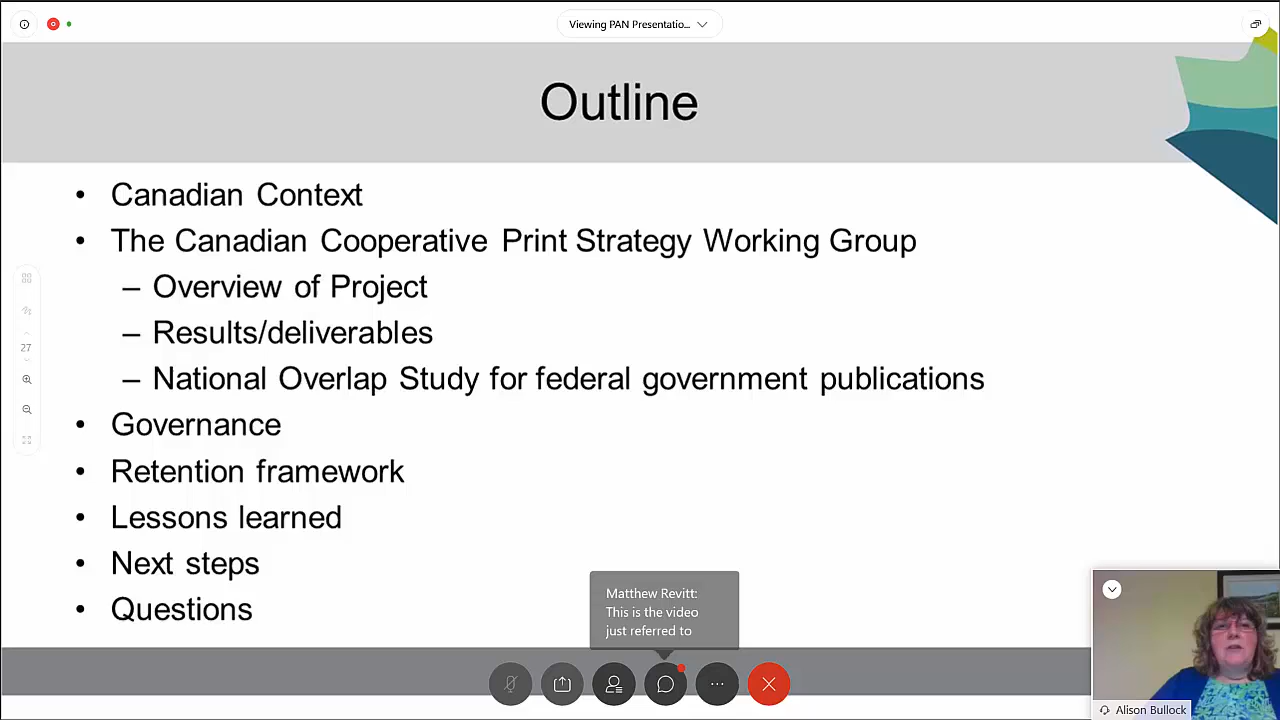 Viewing PAN Presentatio...
Outline
• Canadian Context
• The Canadian Cooperative Print Strategy Working Group
– Overview of Project
– Results/deliverables
– National Overlap Study for federal government publications
• Governance
• Retention framework
• Lessons learned
• Next steps
• Questions
27
Matthew Revitt:
This is the video
just referred to
Alison Bullock